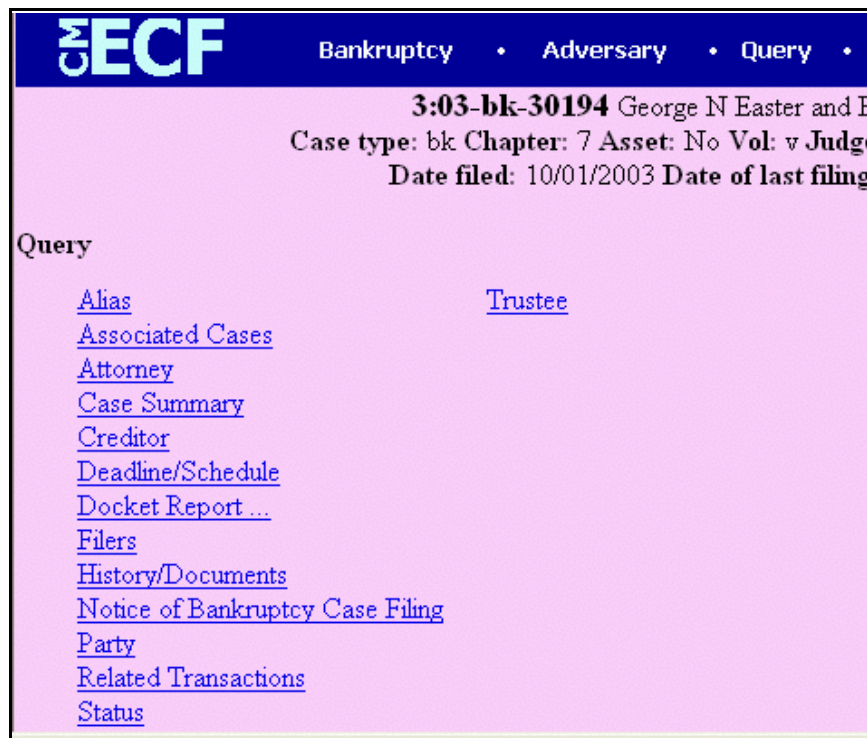 CM ECF Bankruptcy • Adversary • Query •
3:03-bk-30194 George N Easter and
Case type: bk Chapter: 7 Asset: No Vol: v Judge
Date filed: 10/01/2003 Date of last filing
Query
Alias Trustee
Associated Cases
Attorney
Case Summary
Creditor
Deadline/Schedule
Docket Report ...
Filers
History/Documents
Notice of Bankruptcy Case Filing
Party
Related Transactions
Status